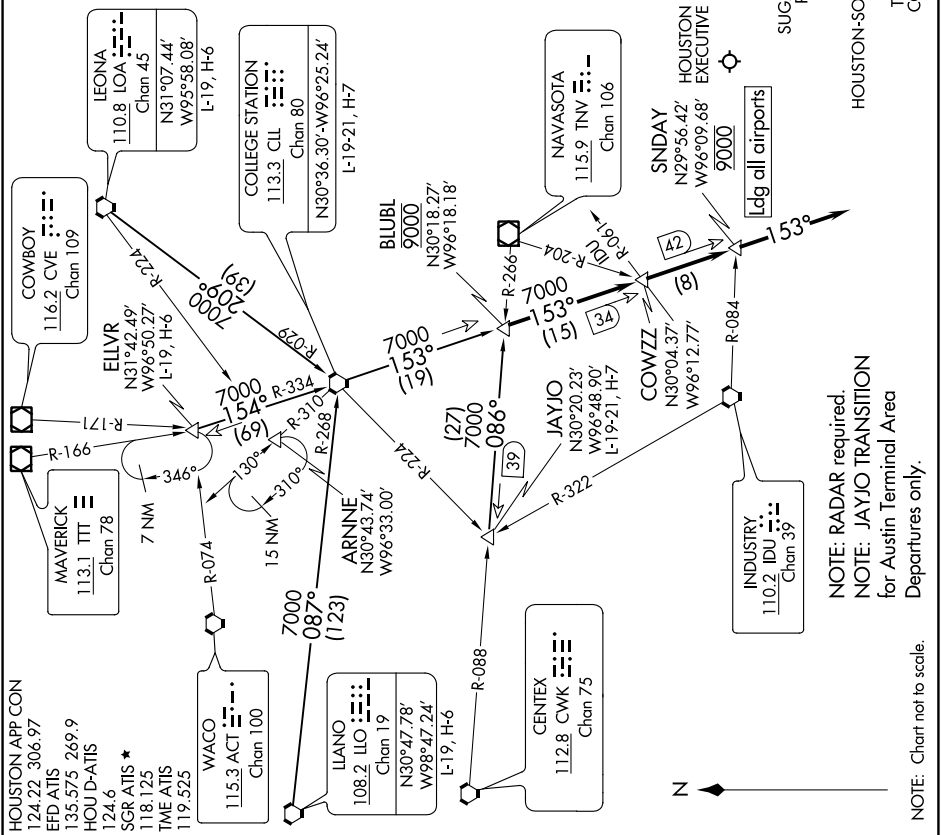 HOUSTON APP CON
124.22 306.97
EFD ATIS
135.575 269.9
HOU D-ATIS
124.6
SGR ATIS ★
118.125
TME ATIS
119.525
MAVERICK
113.1 TTT
Chan 78
COWBOY
116.2 CVE
Chan 109
LEONA
110.8 LOA
Chan 45
N31°07.44'
W95°58.08'
L-19, H-6
ELLVR
N31°42.49'
W96°50.27'
L-19, H-6
R-166
R-171
R-224
7000
209°
(39)
R-029
COLLEGE STATION
113.3 CLL
Chan 80
N30°36.30'-W96°25.24'
L-19-21, H-7
346°
7 NM
7000
154°
(69)
R-334
R-310
130°
310°
15 NM
R-074
WACO
115.3 ACT
Chan 100
ARNNE
N30°43.74'
W96°33.00'
R-268
7000
087°
(123)
LLANO
108.2 LLO
Chan 19
N30°47.78'
W98°47.24'
L-19, H-6
7000
153°
(19)
BLUBL
9000
N30°18.27'
W96°18.18'
NAVASOTA
115.9 TNV
Chan 106
R-266
R-204
R-224
(27)
7000
086°
39
JAYJO
N30°20.23'
W96°48.90'
L-19-21, H-7
7000
153°
(15)
34
IDU
R-061
COWZZ
N30°04.37'
W96°12.77'
42
(8)
SNDAY
N29°56.42'
W96°09.68'
9000
Ldg all airports
HOUSTON
EXECUTIVE
153°
R-084
R-322
R-088
CENTEX
112.8 CWK
Chan 75
INDUSTRY
110.2 IDU
Chan 39
NOTE: RADAR required.
NOTE: JAYJO TRANSITION
for Austin Terminal Area
Departures only.
N
NOTE: Chart not to scale.
SUG
HOUSTON-SO